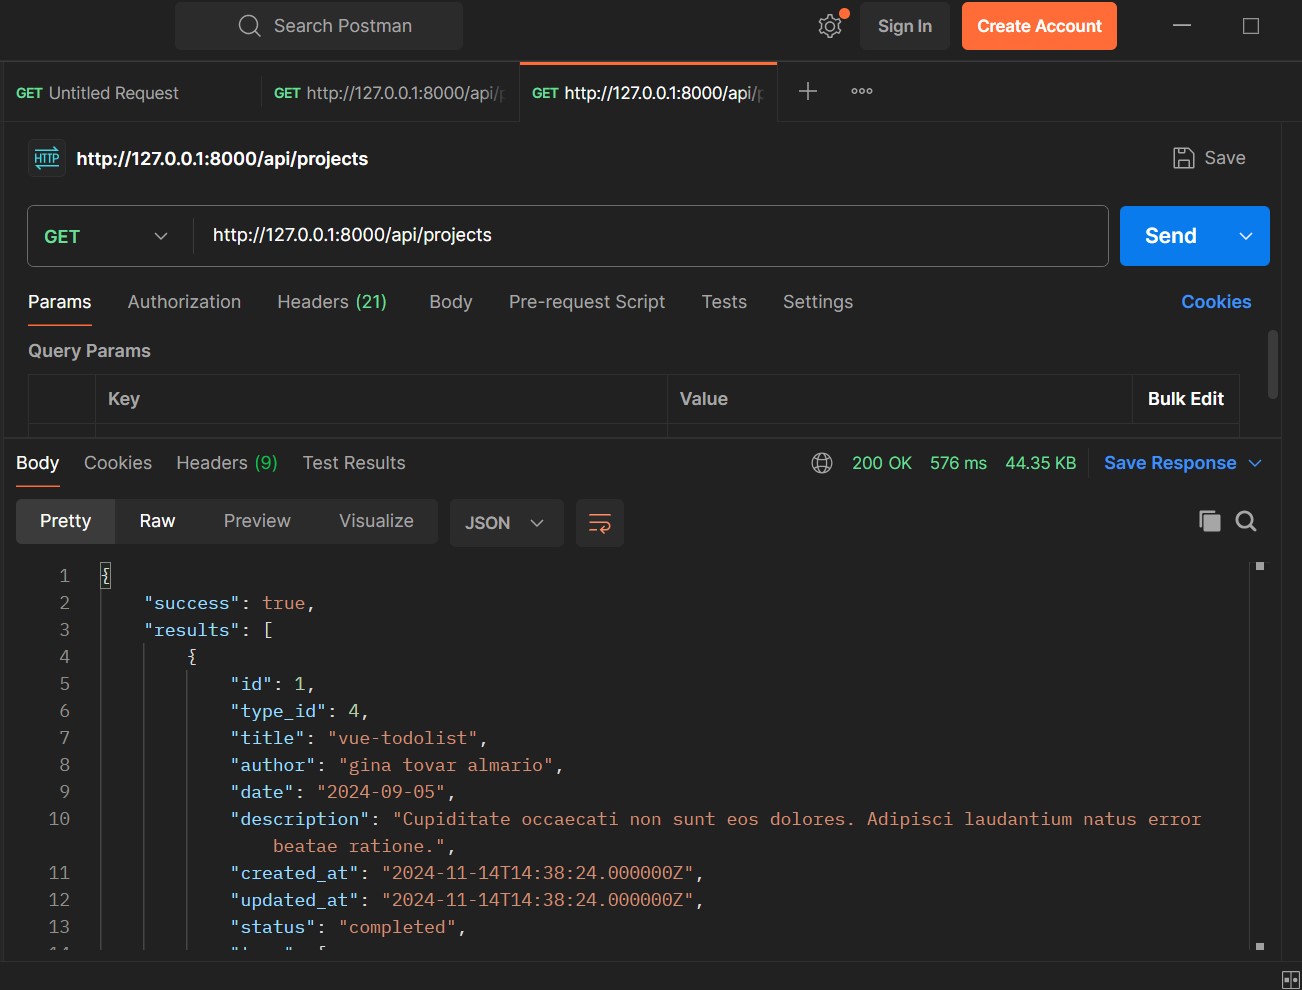 Search Postman
Sign In
Create Account
GET Untitled Request
GET http://127.0.0.1:8000/api/
GET http://127.0.0.1:8000/api/
HTTP http://127.0.0.1:8000/api/projects
Save
GET http://127.0.0.1:8000/api/projects
Send
Params Authorization Headers (21) Body Pre-request Script Tests Settings Cookies
Query Params
Key Value Bulk Edit
Body Cookies Headers (9) Test Results 200 OK 576 ms 44.35 KB Save Response
Pretty Raw Preview Visualize JSON
1 {
2 "success": true,
3 "results": [
4 {
5 "id": 1,
6 "type_id": 4,
7 "title": "vue-todolist",
8 "author": "gina tovar almario",
9 "date": "2024-09-05",
10 "description": "Cupiditate occaecati non sunt eos dolores. Adipisci laudantium natus error
beatae ratione.",
11 "created_at": "2024-11-14T14:38:24.000000Z",
12 "updated_at": "2024-11-14T14:38:24.000000Z",
13 "status": "completed",